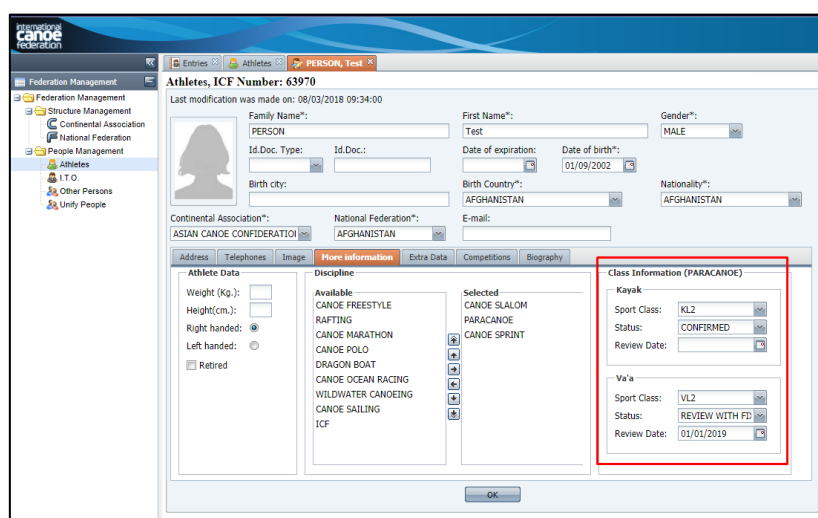 international
canoe
federation
Entries
Athletes
PERSON, Test
Federation Management
Federation Management
Structure Management
Continental Association
National Federation
People Management
Athletes
I.T.O.
Other Persons
Unify People
Athletes, ICF Number: 63970
Last modification was made on: 08/03/2018 09:34:00
Family Name*: First Name*: Gender*:
PERSON Test MALE
Id.Doc. Type: Id.Doc.: Date of expiration: Date of birth*:
01/09/2002
Birth city: Birth Country*: Nationality*:
AFGHANISTAN AFGHANISTAN
Continental Association*: National Federation*: E-mail:
ASIAN CANOE CONFIDERATIOI AFGHANISTAN
Address Telephones Image More information Extra Data Competitions Biography
Athlete Data
Weight (Kg.):
Height(cm.):
Right handed:
Left handed:
Retired
Discipline
Available
CANOE FREESTYLE
RAFTING
CANOE MARATHON
CANOE POLO
DRAGON BOAT
CANOE OCEAN RACING
WILDWATER CANOEING
CANOE SAILING
ICF
Selected
CANOE SLALOM
PARACANOE
CANOE SPRINT
Class Information (PARACANOE)
Kayak
Sport Class: KL2
Status: CONFIRMED
Review Date:
Va'a
Sport Class: VL2
Status: REVIEW WITH FI
Review Date: 01/01/2019
OK